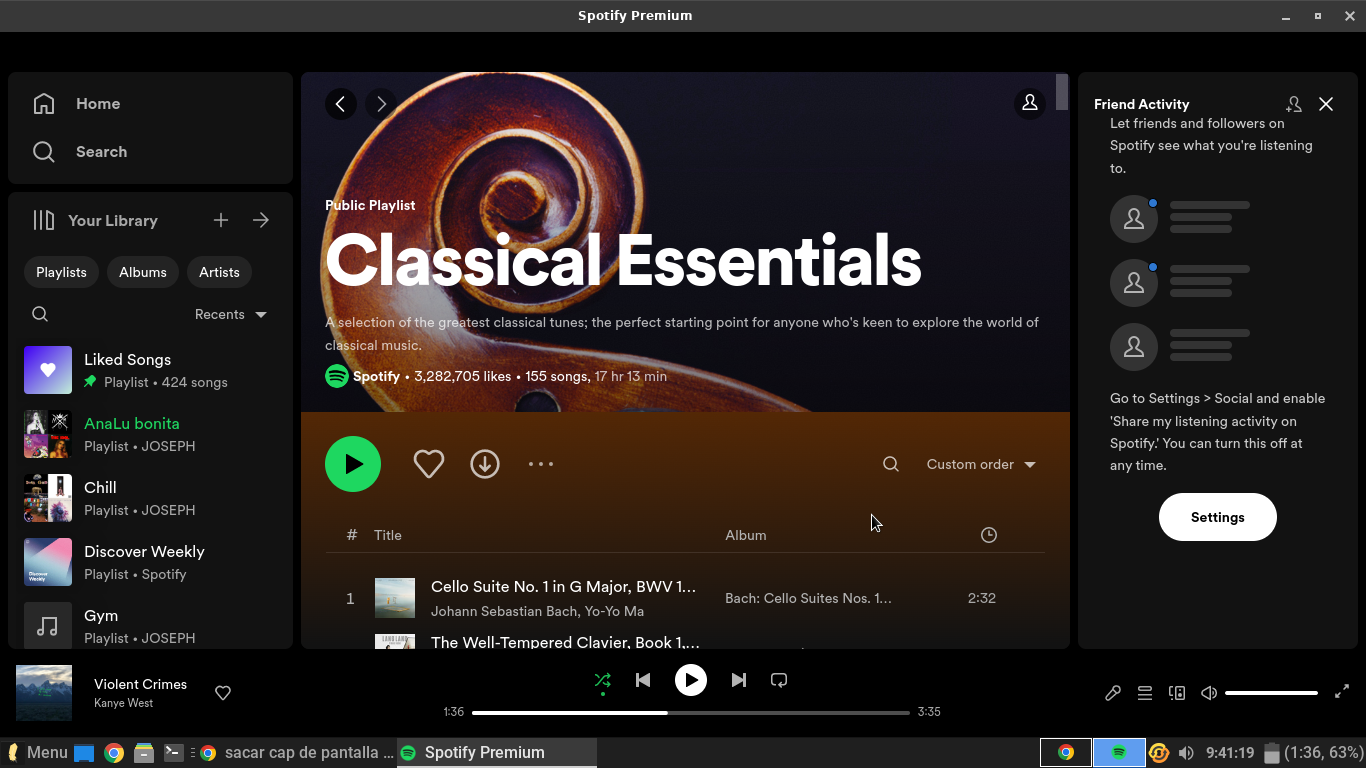 Spotify Premium
Home
Search
Your Library
Playlists
Albums
Artists
Recents
Liked Songs
Playlist • 424 songs
AnaLu bonita
Playlist • JOSEPH
Chill
Playlist • JOSEPH
Discover Weekly
Playlist • Spotify
Gym
Playlist • JOSEPH
Public Playlist
Classical Essentials
A selection of the greatest classical tunes; the perfect starting point for anyone who's keen to explore the world of
classical music.
Spotify • 3,282,705 likes • 155 songs, 17 hr 13 min
Custom order
# Title Album
1 Cello Suite No. 1 in G Major, BWV 1... Bach: Cello Suites Nos. 1... 2:32
Johann Sebastian Bach, Yo-Yo Ma
The Well-Tempered Clavier, Book 1,...
Friend Activity
Let friends and followers on
Spotify see what you're listening
to.
Go to Settings > Social and enable
'Share my listening activity on
Spotify.' You can turn this off at
any time.
Settings
Violent Crimes
Kanye West
1:36
3:35
Menu
sacar cap de pantalla ...
Spotify Premium
9:41:19
(1:36, 63%)